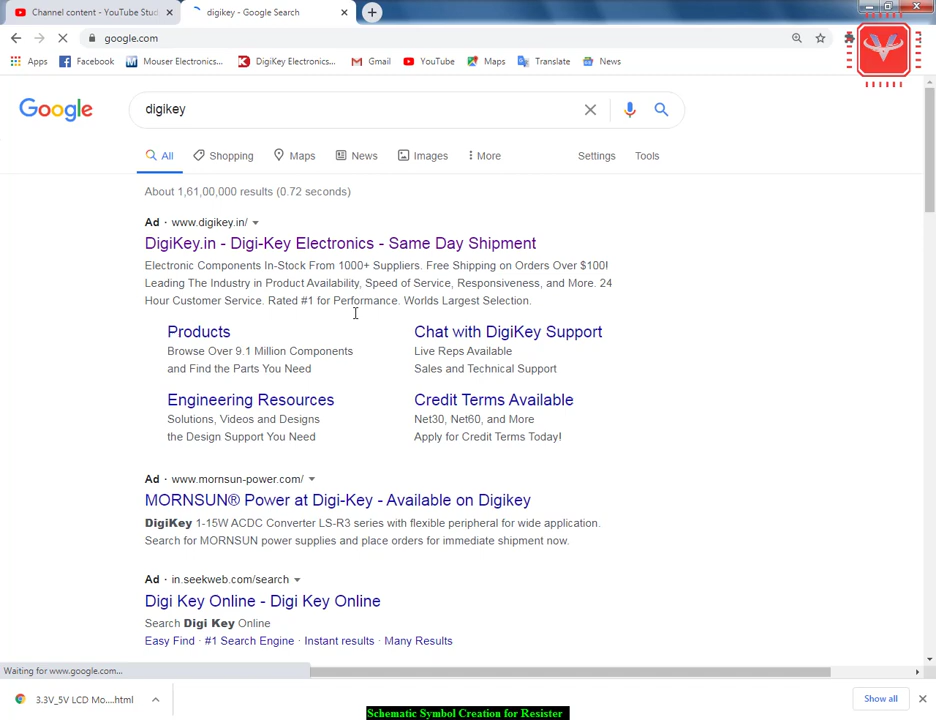 Channel content - YouTube Stud
digikey - Google Search
google.com
Apps
Facebook
Mouser Electronics...
DigiKey Electronics...
Gmail
YouTube
Maps
Translate
News
Google
digikey
All
Shopping
Maps
News
Images
More
Settings
Tools
About 1,61,00,000 results (0.72 seconds)
Ad · www.digikey.in/
DigiKey.in - Digi-Key Electronics - Same Day Shipment
Electronic Components In-Stock From 1000+ Suppliers. Free Shipping on Orders Over $100!
Leading The Industry in Product Availability, Speed of Service, Responsiveness, and More. 24
Hour Customer Service. Rated #1 for Performance. Worlds Largest Selection.
Products
Browse Over 9.1 Million Components
and Find the Parts You Need
Chat with DigiKey Support
Live Reps Available
Sales and Technical Support
Engineering Resources
Solutions, Videos and Designs
the Design Support You Need
Credit Terms Available
Net30, Net60, and More
Apply for Credit Terms Today!
Ad · www.mornsun-power.com/
MORNSUN® Power at Digi-Key - Available on Digikey
DigiKey 1-15W ACDC Converter LS-R3 series with flexible peripheral for wide application.
Search for MORNSUN power supplies and place orders for immediate shipment now.
Ad · in.seekweb.com/search
Digi Key Online - Digi Key Online
Search Digi Key Online
Easy Find · #1 Search Engine · Instant results · Many Results
Waiting for www.google.com...
3.3V_5V LCD Mo....html
Show all
Schematic Symbol Creation for Resister